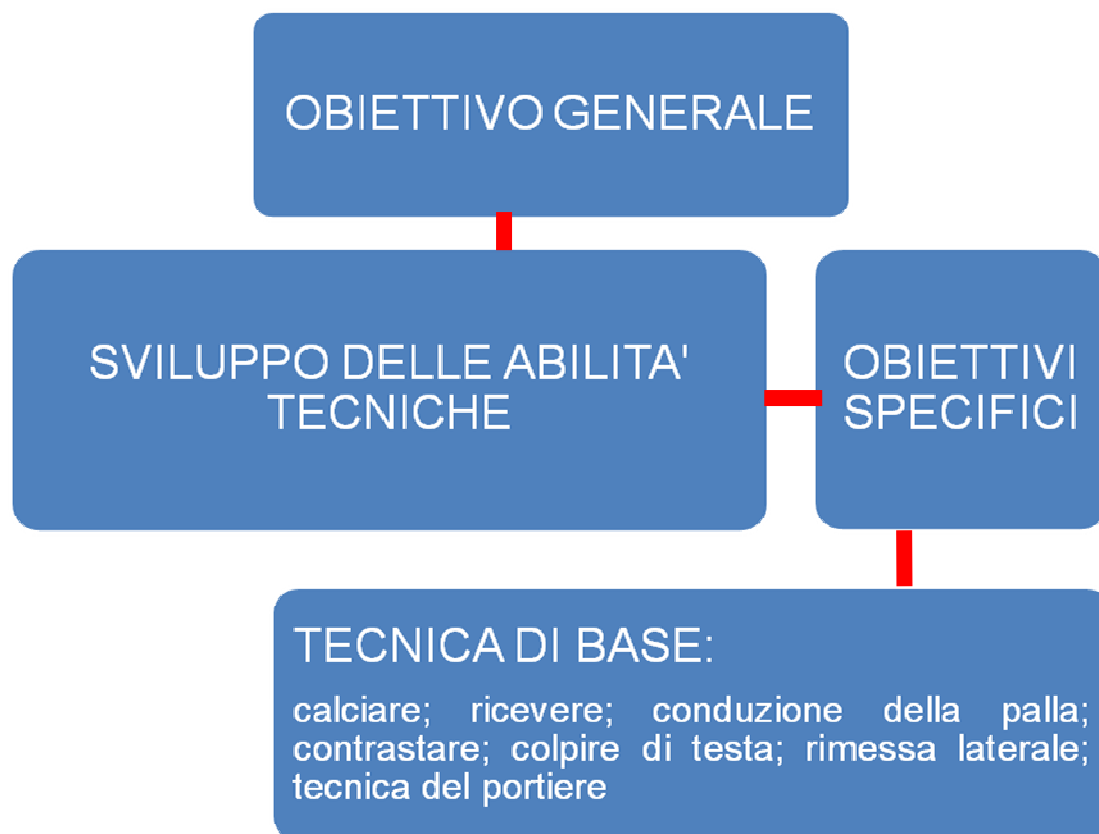 OBIETTIVO GENERALE
SVILUPPO DELLE ABILITA'
TECNICHE
OBIETTIVI
SPECIFICI
TECNICA DI BASE:
calciare; ricevere; conduzione della palla;
contrastare; colpire di testa; rimessa laterale;
tecnica del portiere